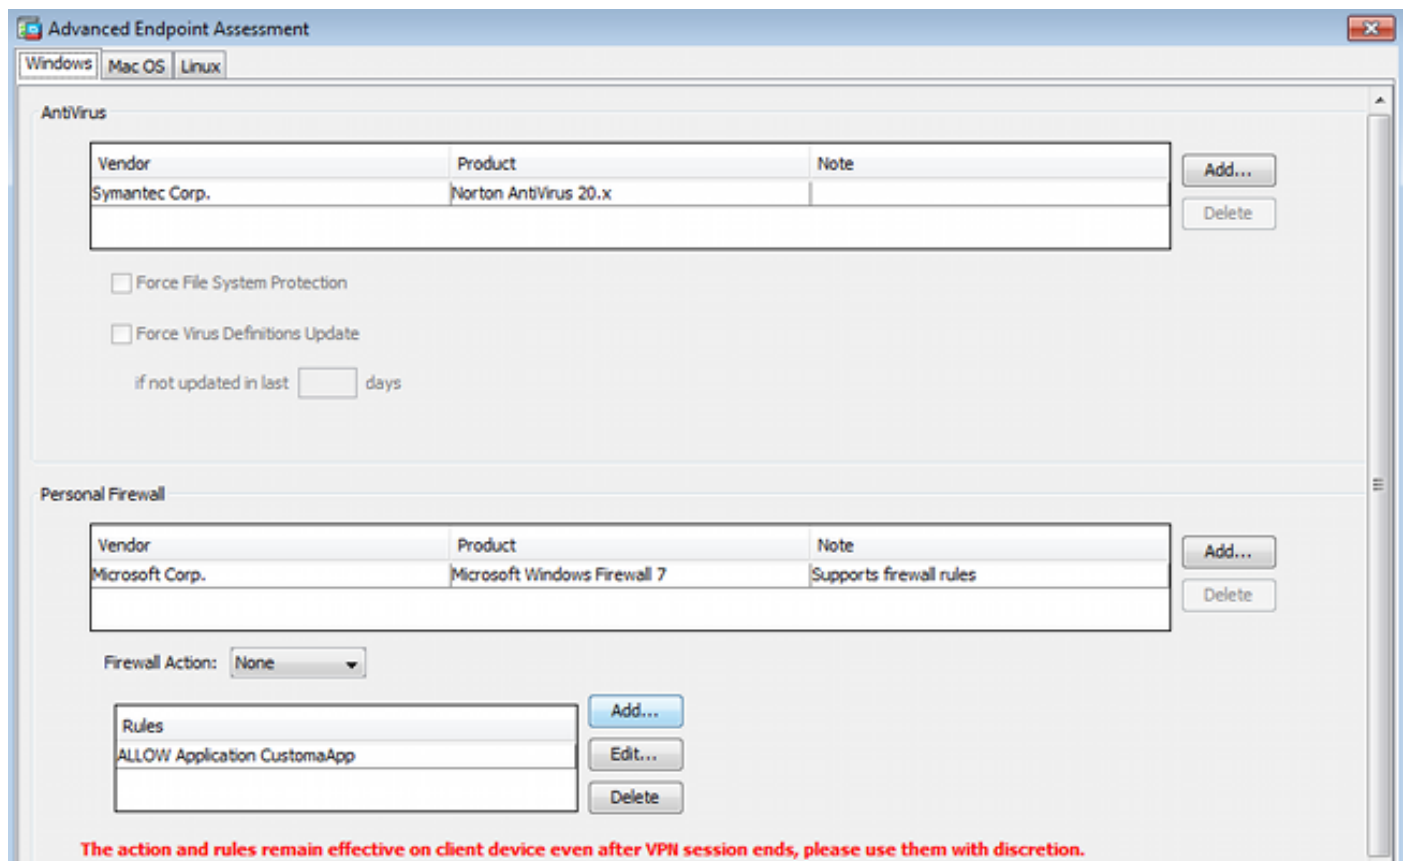 Advanced Endpoint Assessment
Windows Mac OS Linux
AntiVirus
Vendor Product Note
Symantec Corp. Norton AntiVirus 20.x
Add...
Delete
Force File System Protection
Force Virus Definitions Update
if not updated in last days
Personal Firewall
Vendor Product Note
Microsoft Corp. Microsoft Windows Firewall 7 Supports firewall rules
Add...
Delete
Firewall Action: None
Rules
ALLOW Application CustomaApp
Add...
Edit...
Delete
The action and rules remain effective on client device even after VPN session ends, please use them with discretion.